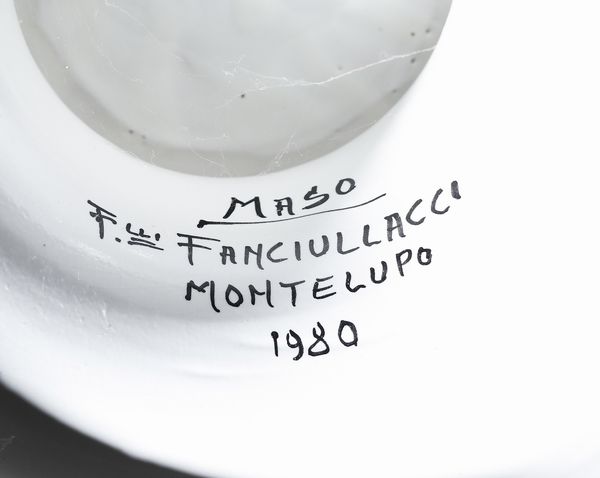 MASO
F.lli FANCIULLACCI
MONTELUPO
1980